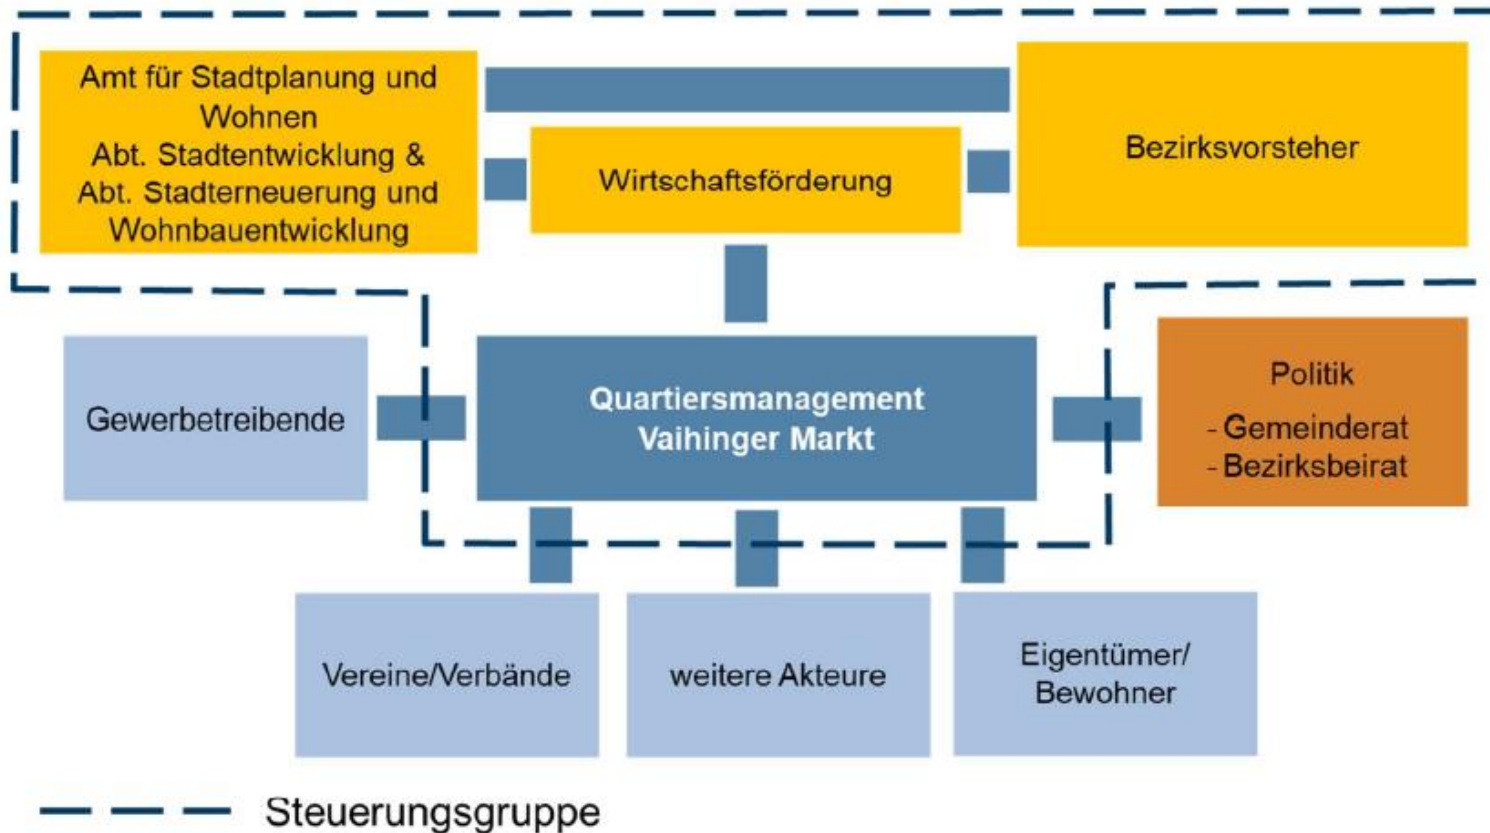 Amt für Stadtplanung und
Wohnen
Abt. Stadtentwicklung &
Abt. Stadterneuerung und
Wohnbauentwicklung
Wirtschaftsförderung
Bezirksvorsteher
Gewerbetreibende
Quartiersmanagement
Vaihinger Markt
Politik
- Gemeinderat
- Bezirksbeirat
Vereine/Verbände
weitere Akteure
Eigentümer/
Bewohner
Steuerungsgruppe